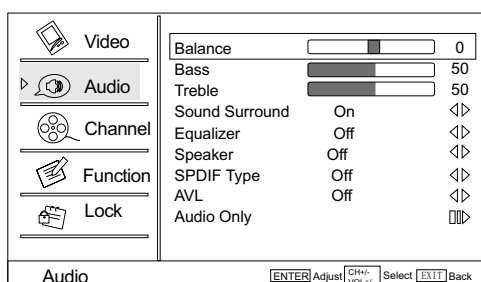 Video
Audio
Channel
Function
Lock
Balance 0
Bass 50
Treble 50
Sound Surround On
Equalizer Off
Speaker Off
SPDIF Type Off
AVL Off
Audio Only
Audio
ENTER Adjust CH+/- VOL+/ Select EXIT Back